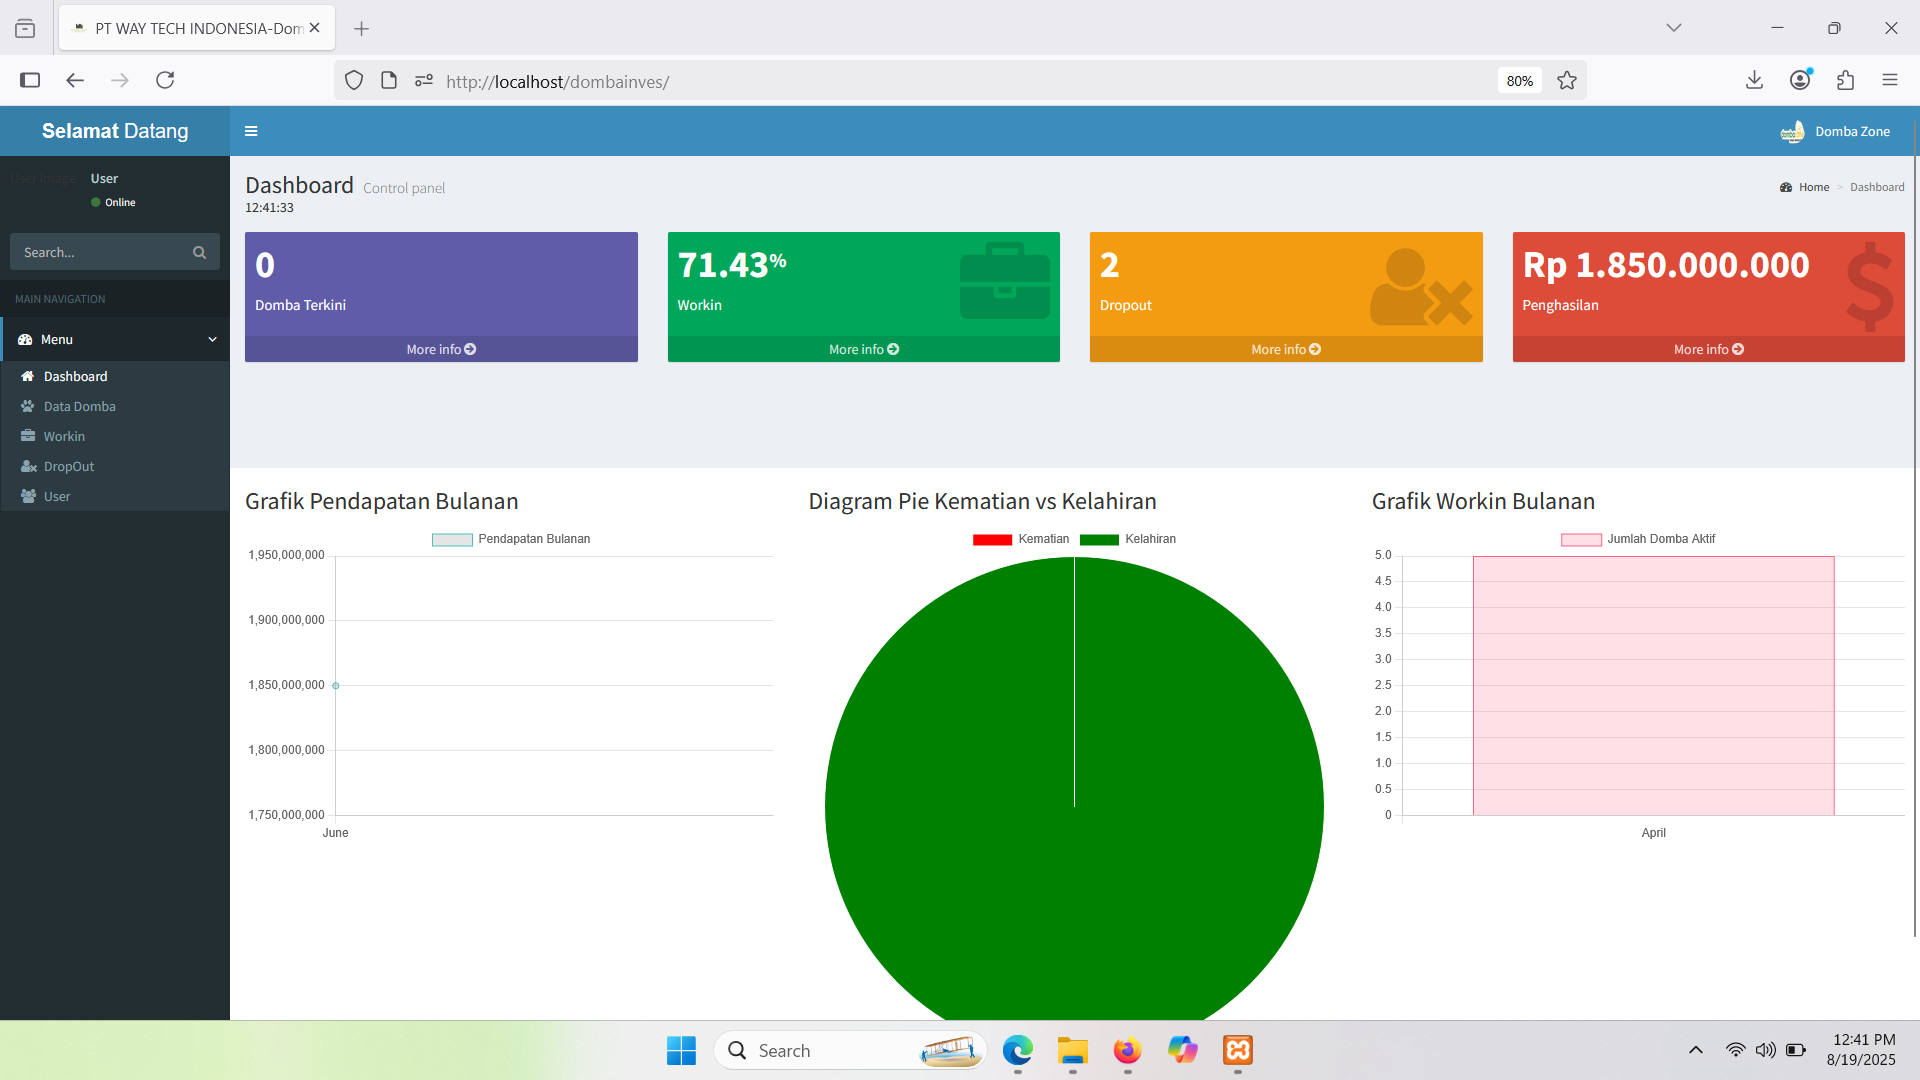 PT WAY TECH INDONESIA-Dom
http://localhost/dombainves/
80%
Selamat Datang
Domba Zone
User Image
User
Online
Search...
MAIN NAVIGATION
Menu
Dashboard
Data Domba
Workin
DropOut
User
Dashboard Control panel
12:41:33
Home > Dashboard
0
Domba Terkini
More info
71.43%
Workin
More info
2
Dropout
More info
Rp 1.850.000.000
Penghasilan
More info
Grafik Pendapatan Bulanan
Pendapatan Bulanan
1,950,000,000
1,900,000,000
1,850,000,000
1,800,000,000
1,750,000,000
June
Diagram Pie Kematian vs Kelahiran
Kematian Kelahiran
Grafik Workin Bulanan
Jumlah Domba Aktif
5.0
4.5
4.0
3.5
3.0
2.5
2.0
1.5
1.0
0.5
0
April
Search
12:41 PM
8/19/2025